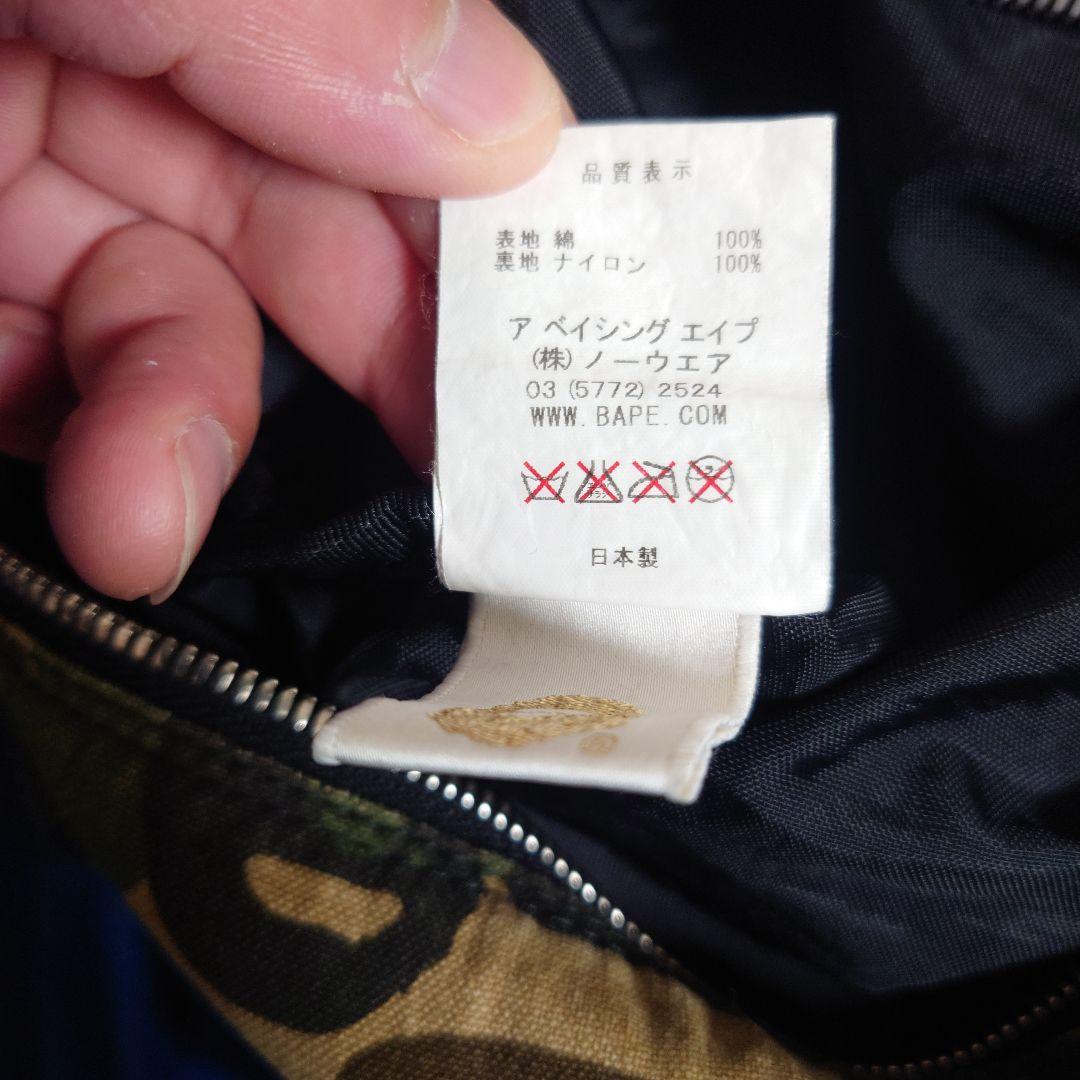 品質表示
表地 綿 100%
裏地 ナイロン 100%
ア ベイシング エイプ
(株) ノーウエア
03 (5772) 2524
WWW. BAPE. COM
日本製